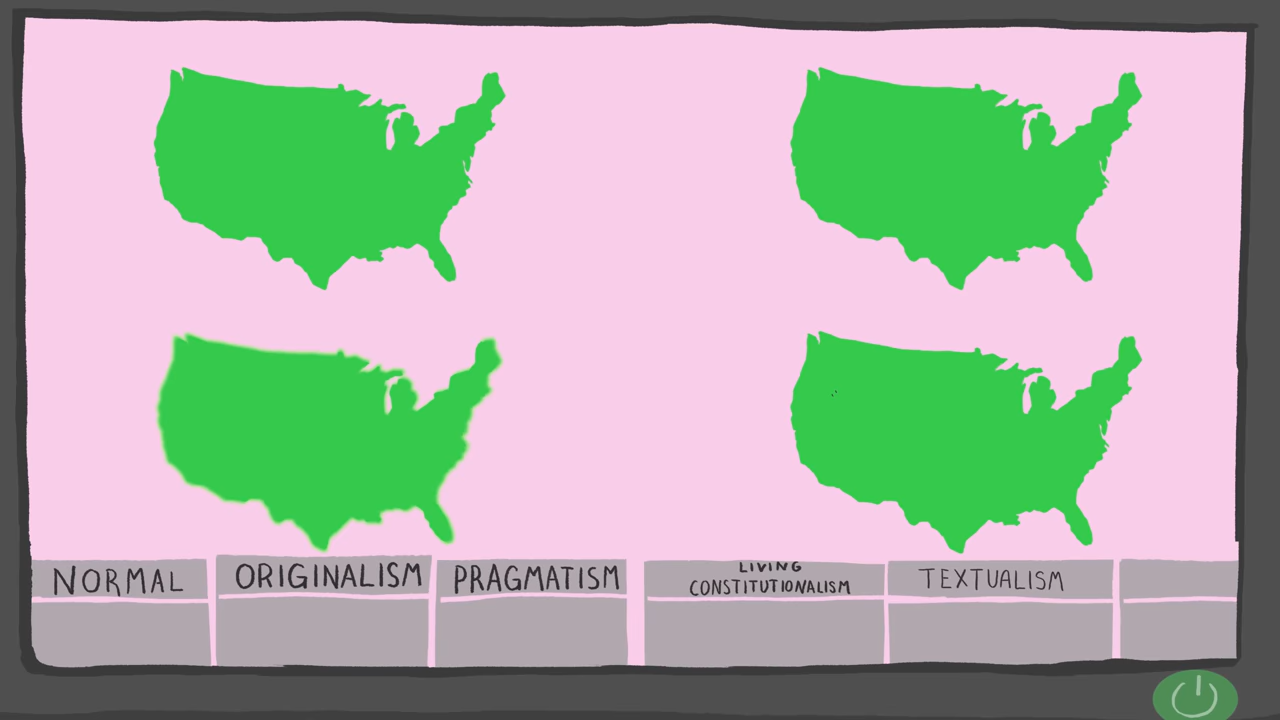 NORMAL
ORIGINALISM
PRAGMATISM
LIVING
CONSTITUTIONALISM
TEXTUALISM